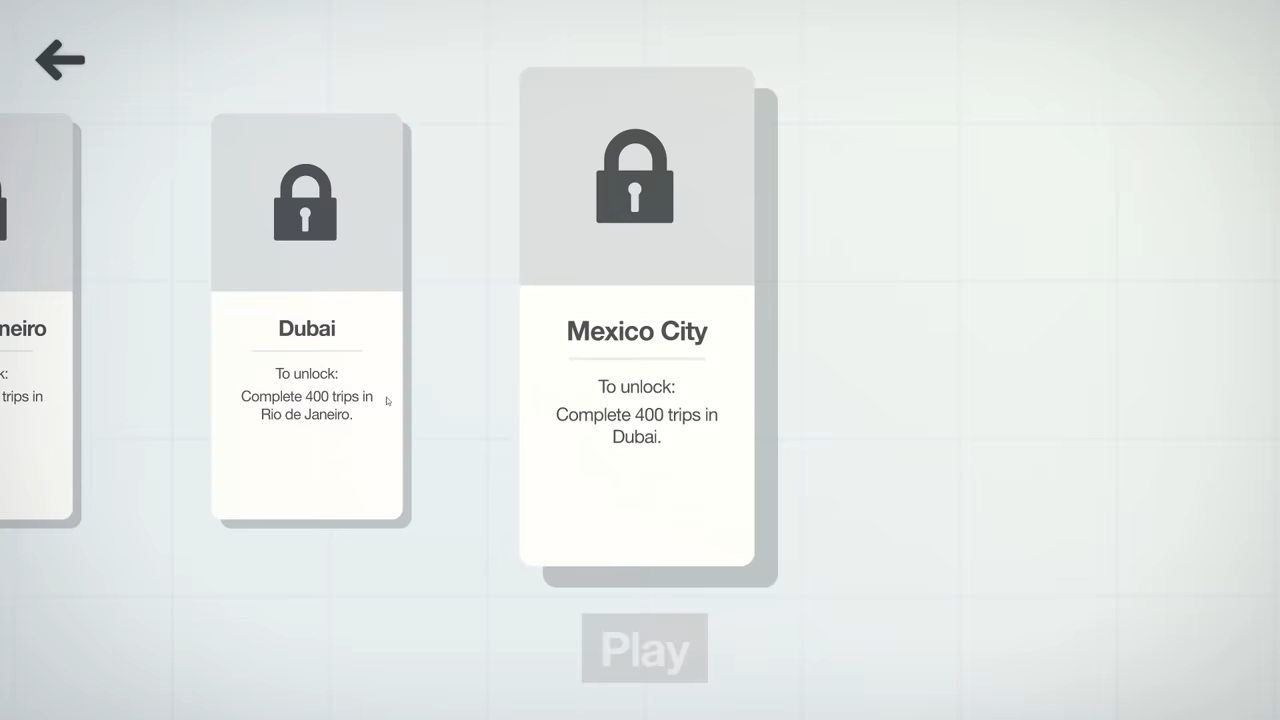 neiro
k:
trips in
Dubai
To unlock:
Complete 400 trips in
Rio de Janeiro.
Mexico City
To unlock:
Complete 400 trips in
Dubai.
Play